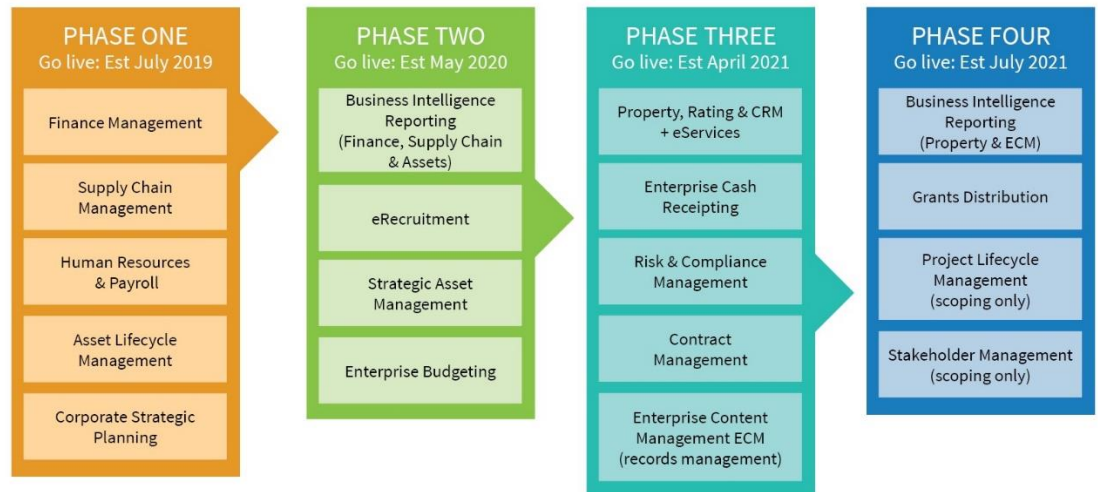 PHASE ONE
Go live: Est July 2019
Finance Management
Supply Chain
Management
Human Resources
& Payroll
Asset Lifecycle
Management
Corporate Strategic
Planning
PHASE TWO
Go live: Est May 2020
Business Intelligence
Reporting
(Finance, Supply Chain
& Assets)
eRecruitment
Strategic Asset
Management
Enterprise Budgeting
PHASE THREE
Go live: Est April 2021
Property, Rating & CRM
+ eServices
Enterprise Cash
Receipting
Risk & Compliance
Management
Contract
Management
Enterprise Content
Management ECM
(records management)
PHASE FOUR
Go live: Est July 2021
Business Intelligence
Reporting
(Property & ECM)
Grants Distribution
Project Lifecycle
Management
(scoping only)
Stakeholder Management
(scoping only)